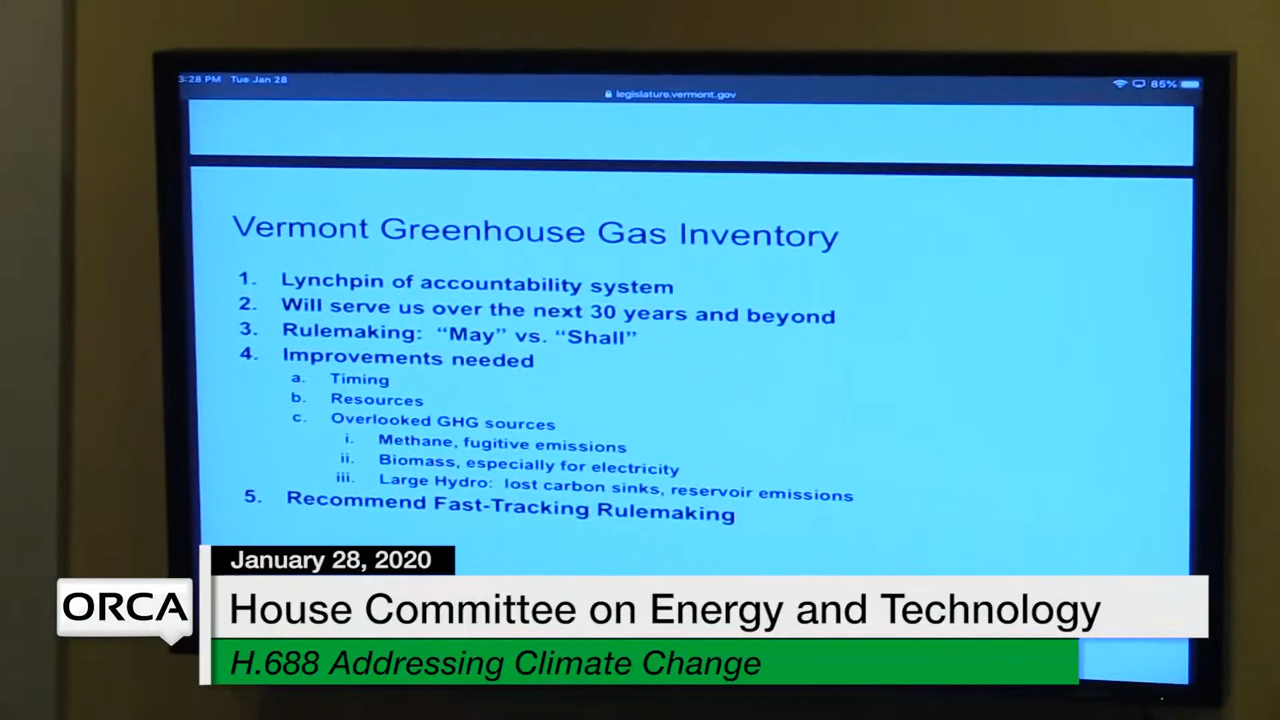 3:28 PM Tue Jan 28
legislature.vermont.gov
85%
Vermont Greenhouse Gas Inventory
1. Lynchpin of accountability system
2. Will serve us over the next 30 years and beyond
3. Rulemaking: “May” vs. “Shall”
4. Improvements needed
a. Timing
b. Resources
c. Overlooked GHG sources
i. Methane, fugitive emissions
ii. Biomass, especially for electricity
iii. Large Hydro: lost carbon sinks, reservoir emissions
5. Recommend Fast-Tracking Rulemaking
January 28, 2020
ORCA
House Committee on Energy and Technology
H.688 Addressing Climate Change